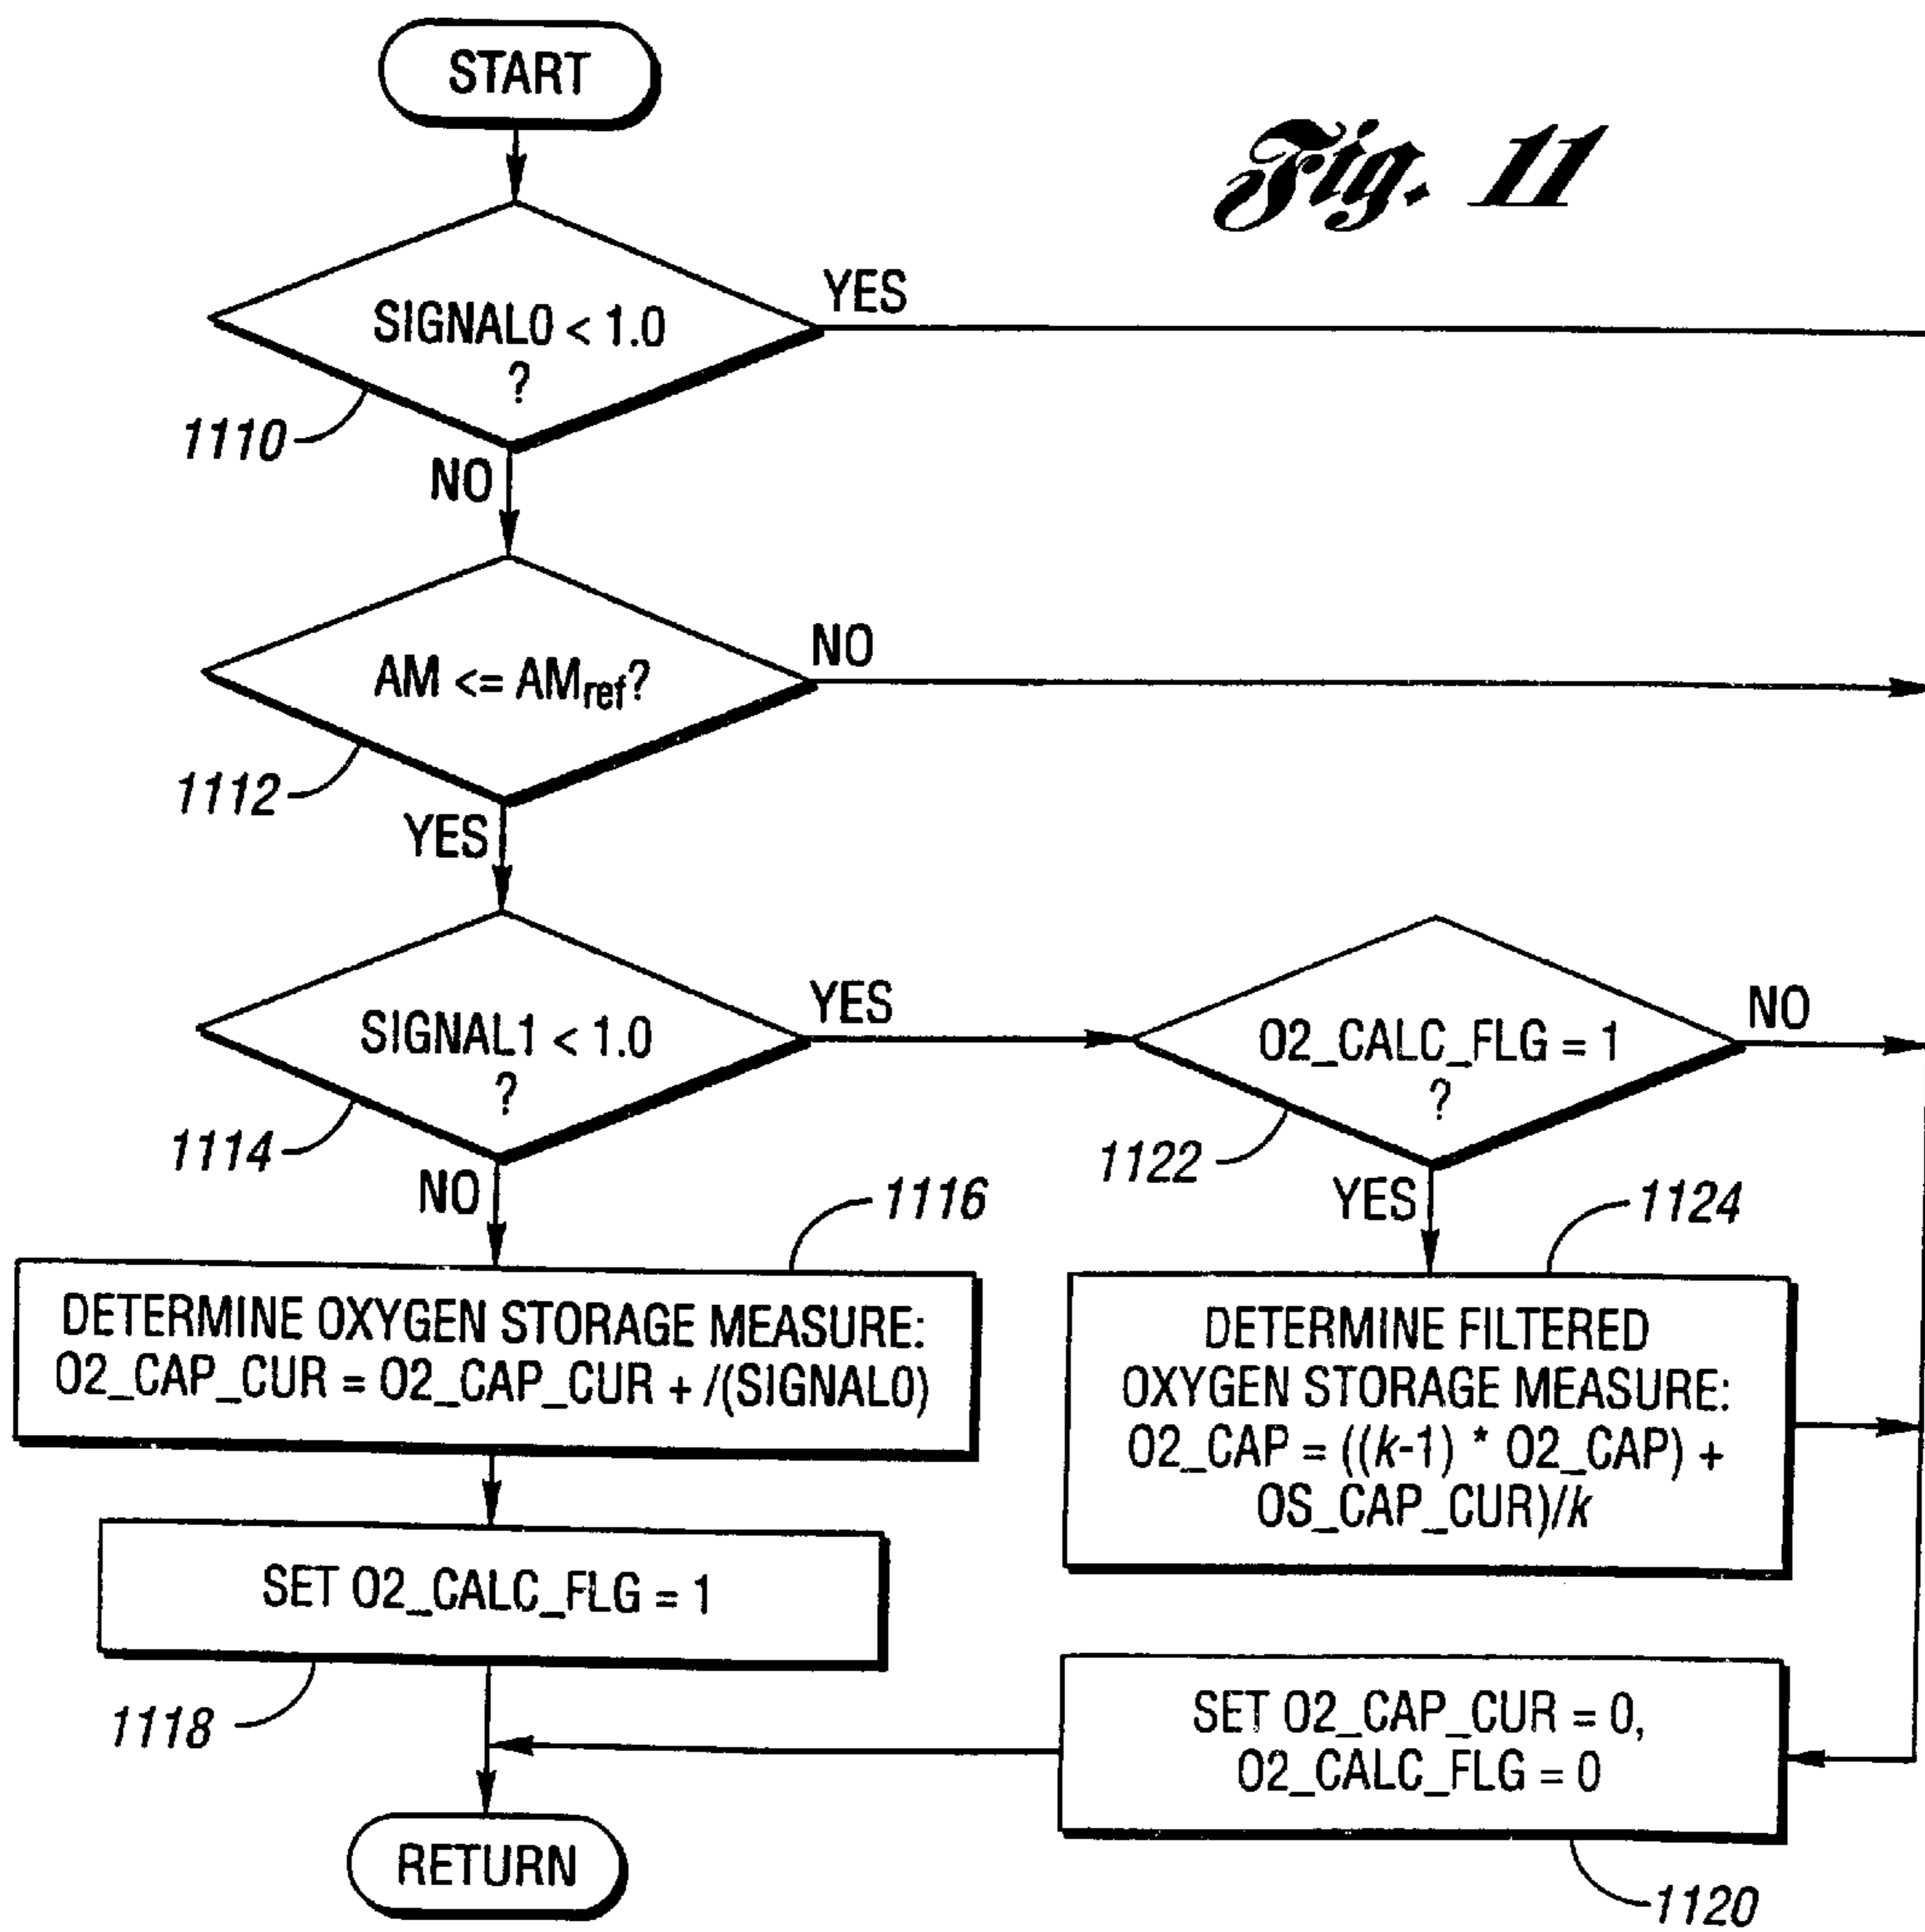 START
Fig. 11
SIGNAL0 < 1.0
?
YES
1110
NO
AM <= AMref?
NO
1112
YES
SIGNAL1 < 1.0
?
YES
1114
NO
O2_CALC_FLG = 1
?
NO
1122
YES
1116
DETERMINE OXYGEN STORAGE MEASURE:
O2_CAP_CUR = O2_CAP_CUR + /(SIGNAL0)
1124
DETERMINE FILTERED
OXYGEN STORAGE MEASURE:
O2_CAP = ((k-1) * O2_CAP) +
OS_CAP_CUR)/k
SET O2_CALC_FLG = 1
1118
SET O2_CAP_CUR = 0,
O2_CALC_FLG = 0
1120
RETURN